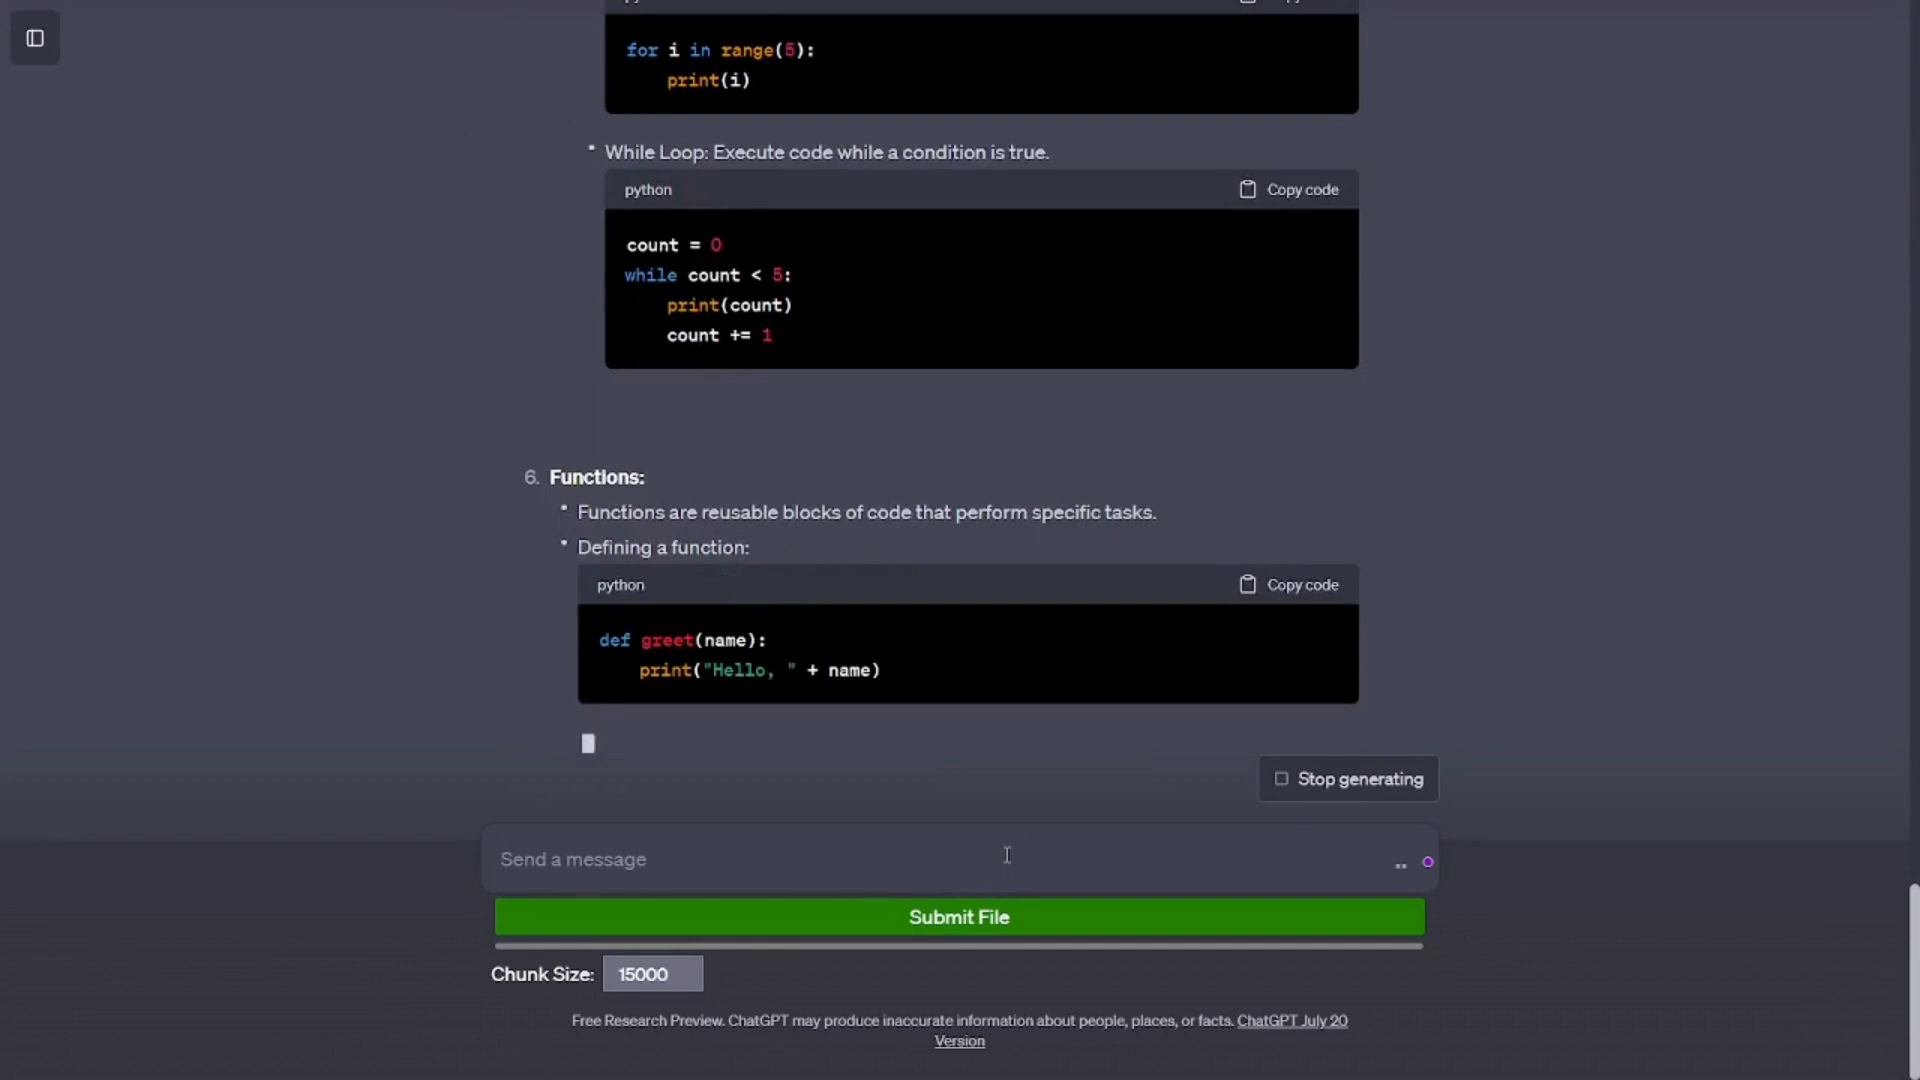 for i in range(5):
    print(i)
While Loop: Execute code while a condition is true.
python Copy code
count = 0
while count < 5:
    print(count)
    count += 1
6. Functions:
Functions are reusable blocks of code that perform specific tasks.
Defining a function:
python Copy code
def greet(name):
    print("Hello, " + name)
Stop generating
Send a message
Submit File
Chunk Size: 15000
Free Research Preview. ChatGPT may produce inaccurate information about people, places, or facts. ChatGPT July 20
Version